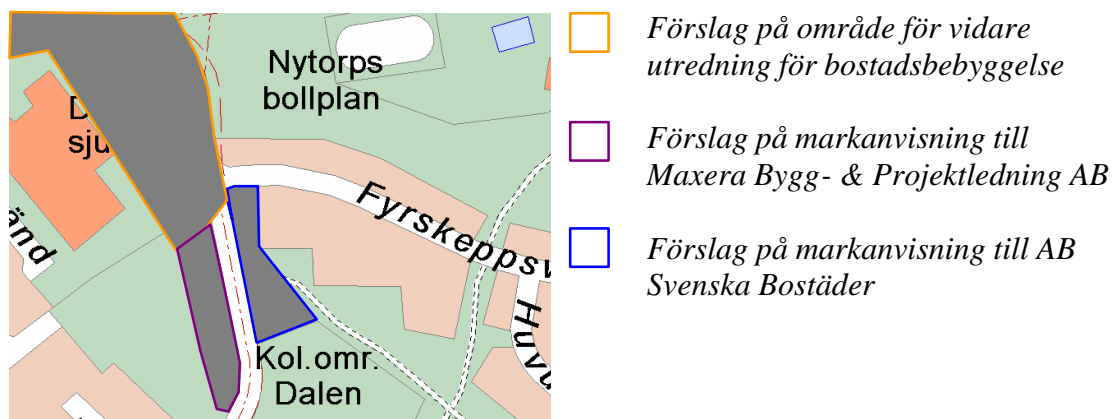 Nytorps
bollplan
Fyrskeppsv
Kol.omr.
Dalen
Förslag på område för vidare
utredning för bostadsbebyggelse
Förslag på markanvisning till
Maxera Bygg- & Projektledning AB
Förslag på markanvisning till AB
Svenska Bostäder